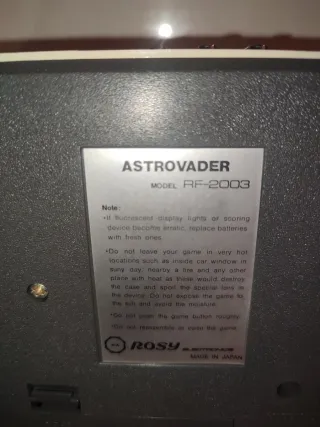 ASTROVADER
MODEL RF-2003
Note:
•If fluorescent display lights of scoring
device become erratic, replace batteries
with fresh ones.
•Do not leave your game in very hot
locations such as inside car window in
suny day, nearby a fire and any other
place with heat as these would destroy
the case and spoil the special lens in
the device. Do not expose the game to
the sun and avoid the moisture.
•Do not push the game button roughly.
•Do not disassemble or open the game.
ROSY ELECTRONICS
MADE IN JAPAN